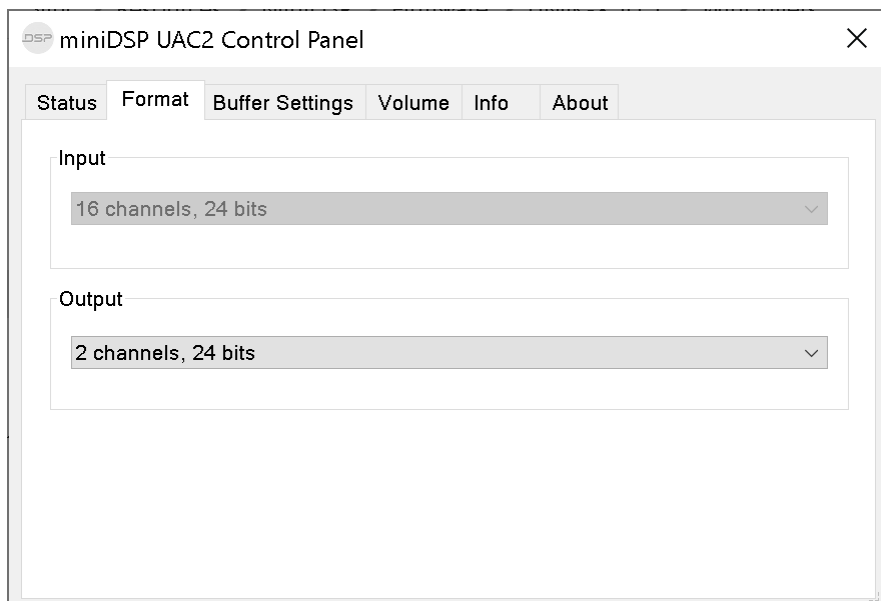 DSP miniDSP UAC2 Control Panel
Status Format Buffer Settings Volume Info About
Input
16 channels, 24 bits
Output
2 channels, 24 bits